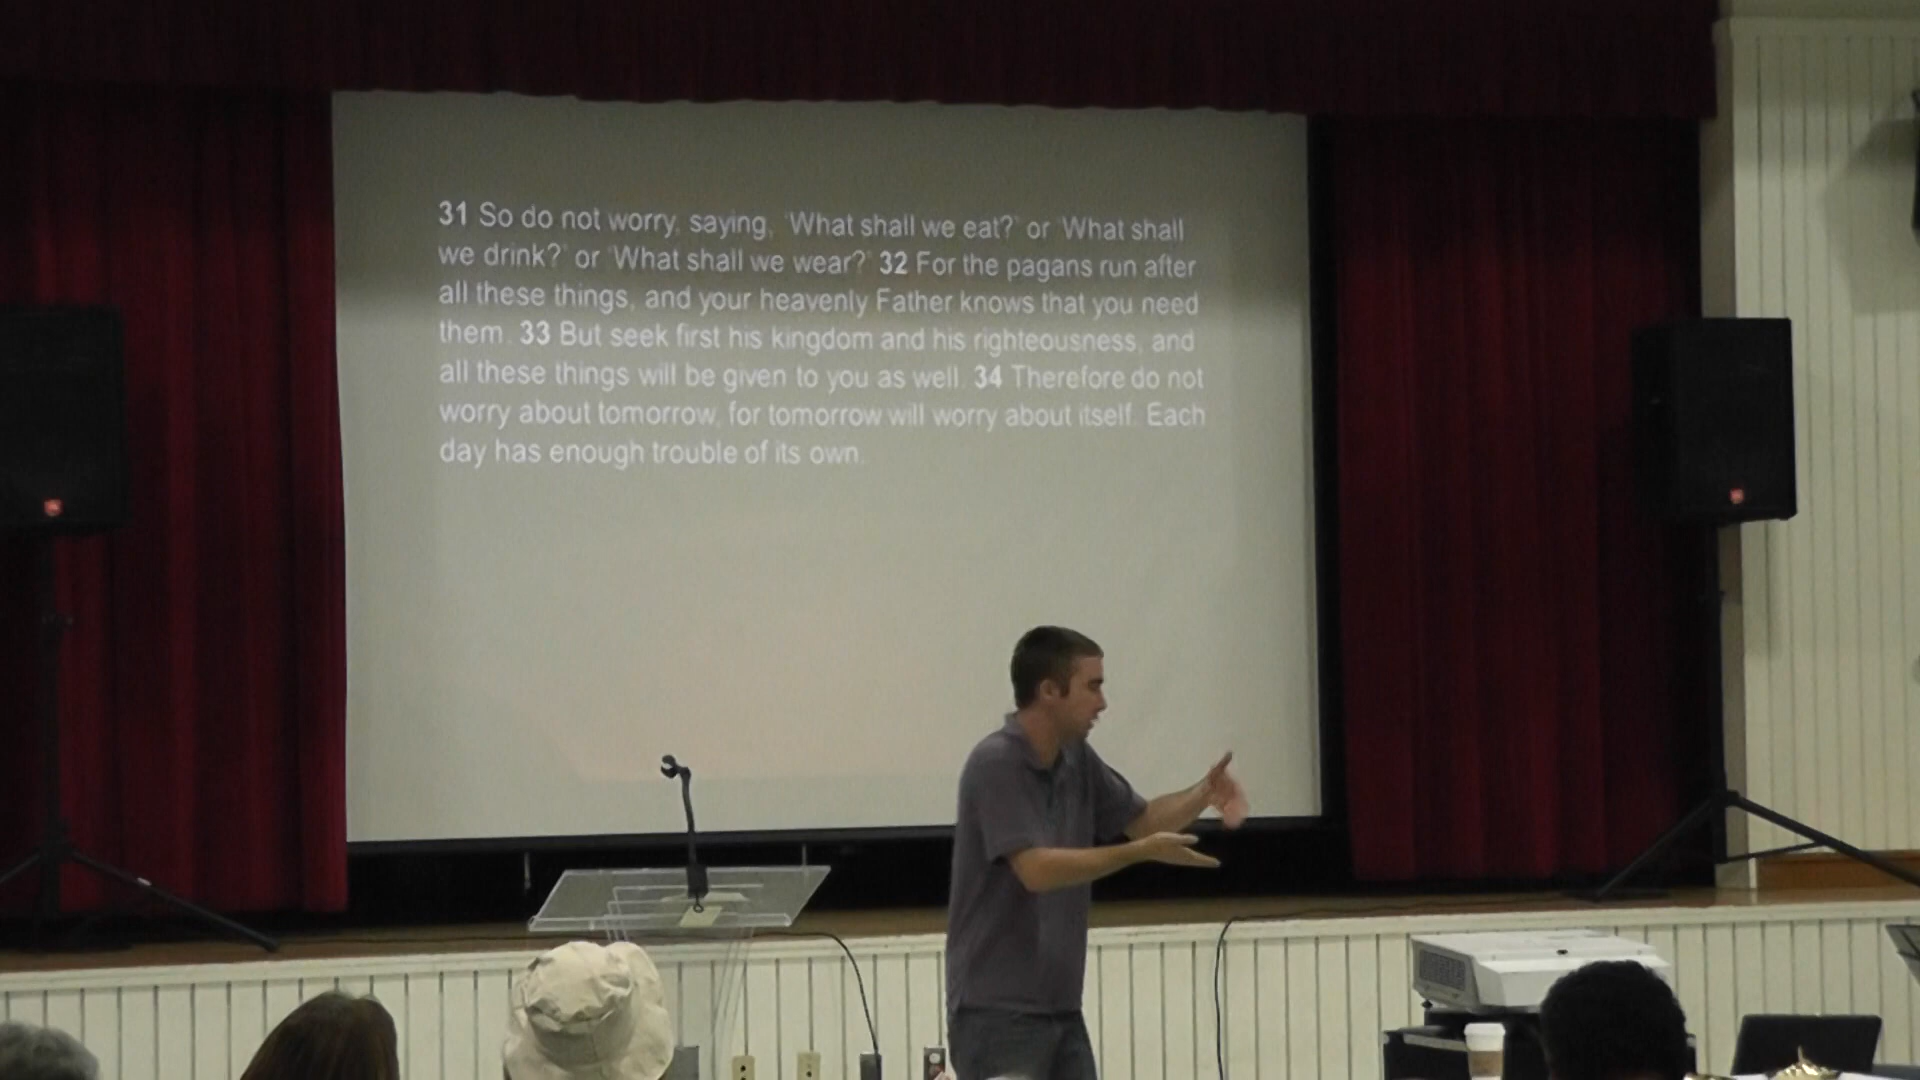 31 So do not worry, saying, 'What shall we eat?' or 'What shall
we drink?' or 'What shall we wear?' 32 For the pagans run after
all these things, and your heavenly Father knows that you need
them. 33 But seek first his kingdom and his righteousness, and
all these things will be given to you as well. 34 Therefore do not
worry about tomorrow, for tomorrow will worry about itself. Each
day has enough trouble of its own.